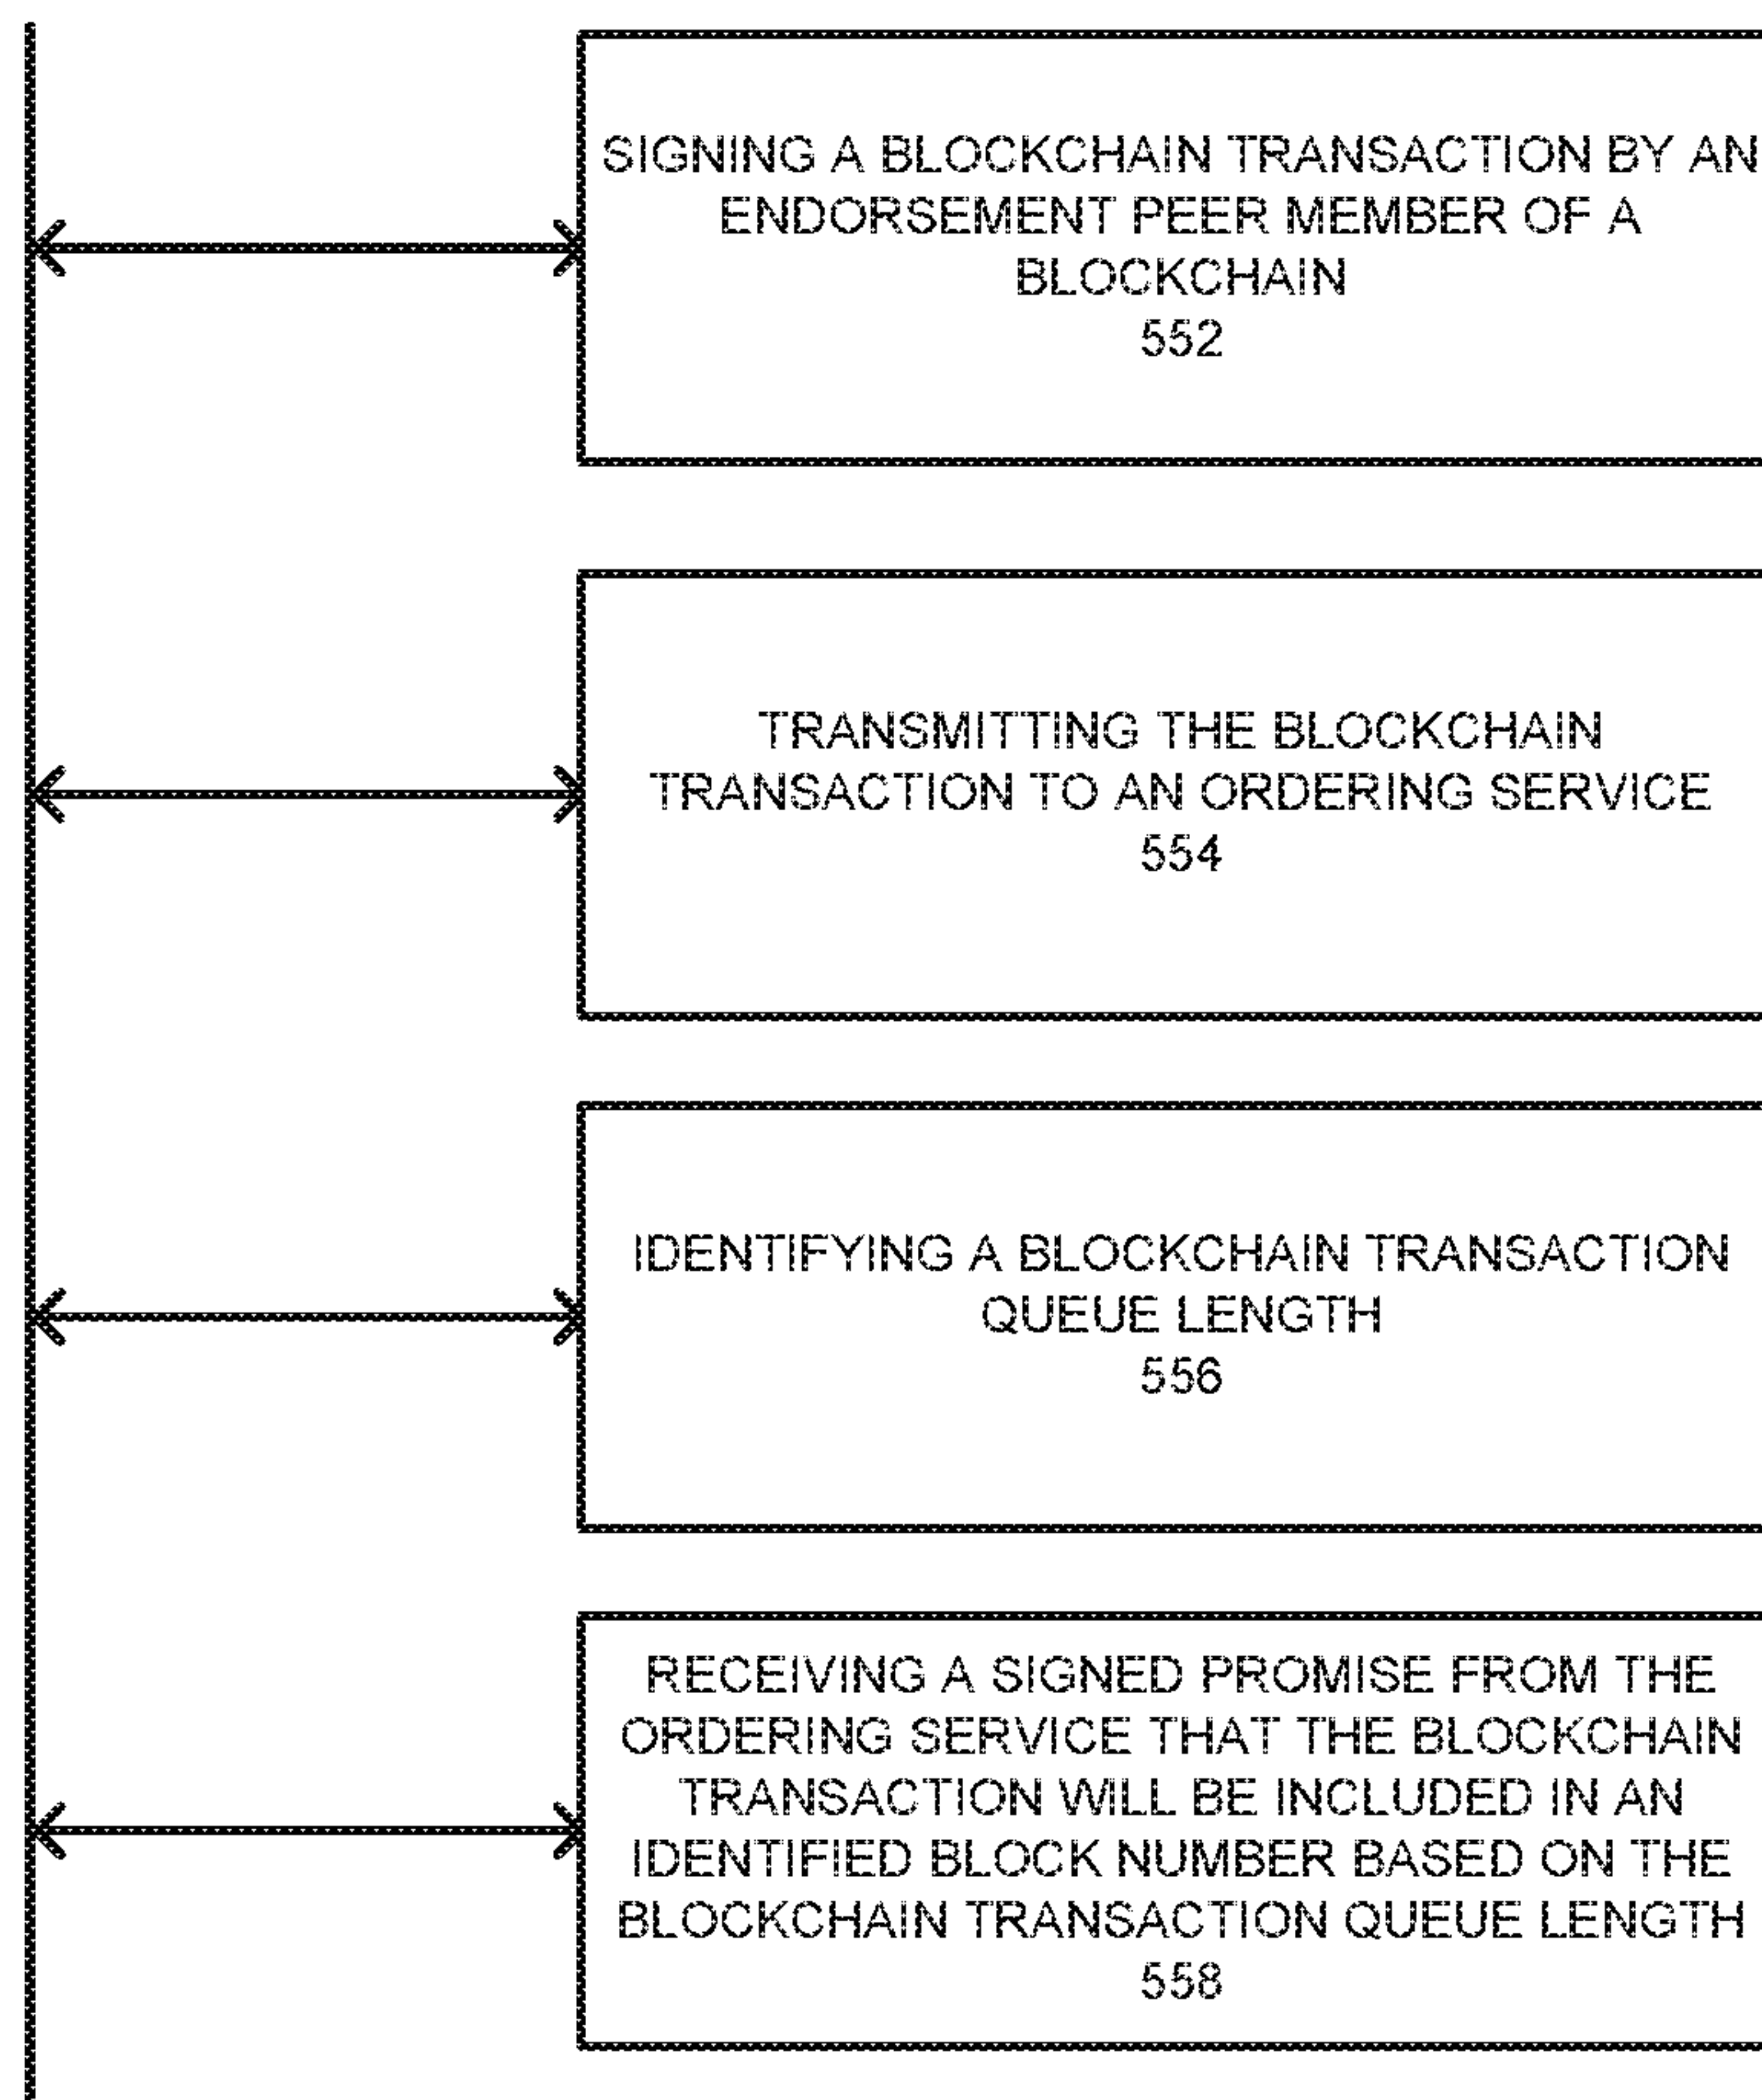 SIGNING A BLOCKCHAIN TRANSACTION BY AN
ENDORSEMENT PEER MEMBER OF A
BLOCKCHAIN
552
TRANSMITTING THE BLOCKCHAIN
TRANSACTION TO AN ORDERING SERVICE
554
IDENTIFYING A BLOCKCHAIN TRANSACTION
QUEUE LENGTH
556
RECEIVING A SIGNED PROMISE FROM THE
ORDERING SERVICE THAT THE BLOCKCHAIN
TRANSACTION WILL BE INCLUDED IN AN
IDENTIFIED BLOCK NUMBER BASED ON THE
BLOCKCHAIN TRANSACTION QUEUE LENGTH
558